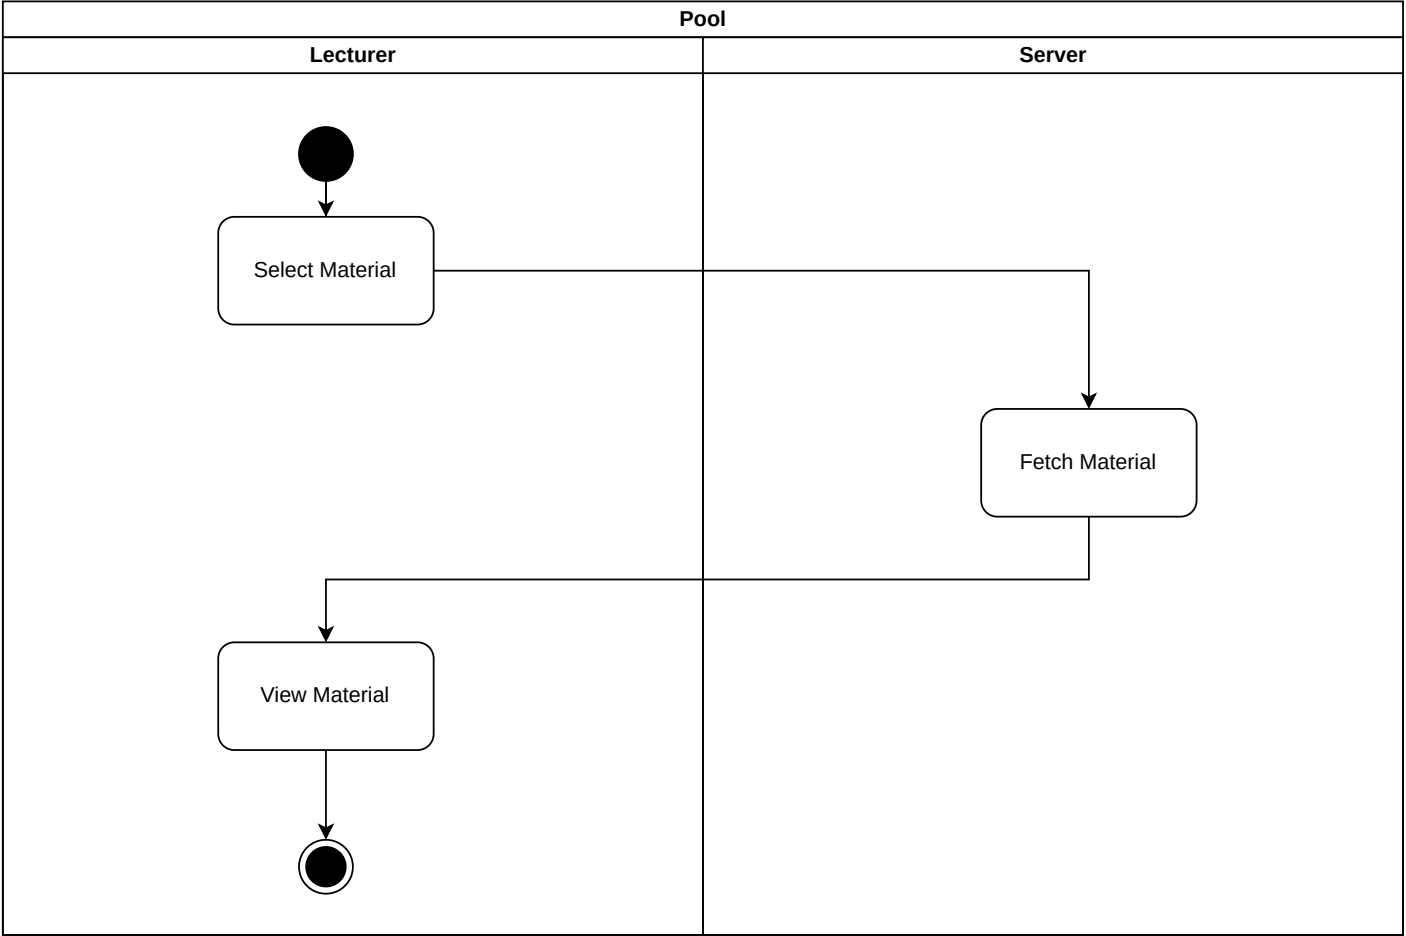 Pool
Lecturer
Server
Select Material
Fetch Material
View Material